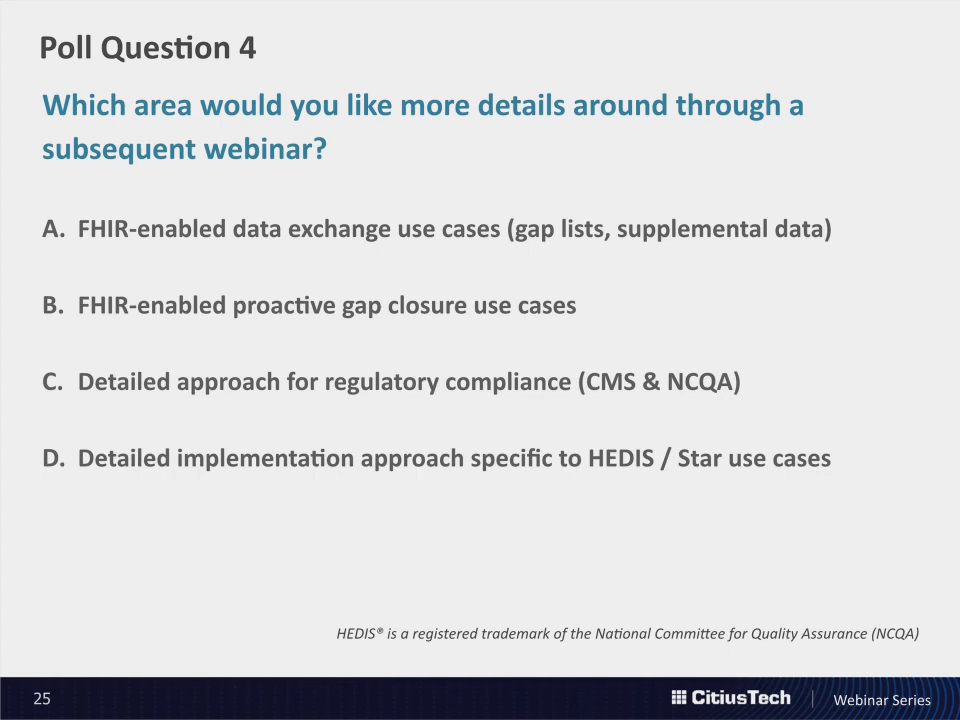 Poll Question 4
Which area would you like more details around through a
subsequent webinar?
A. FHIR-enabled data exchange use cases (gap lists, supplemental data)
B. FHIR-enabled proactive gap closure use cases
C. Detailed approach for regulatory compliance (CMS & NCQA)
D. Detailed implementation approach specific to HEDIS / Star use cases
HEDIS® is a registered trademark of the National Committee for Quality Assurance (NCQA)
25
CitiusTech | Webinar Series